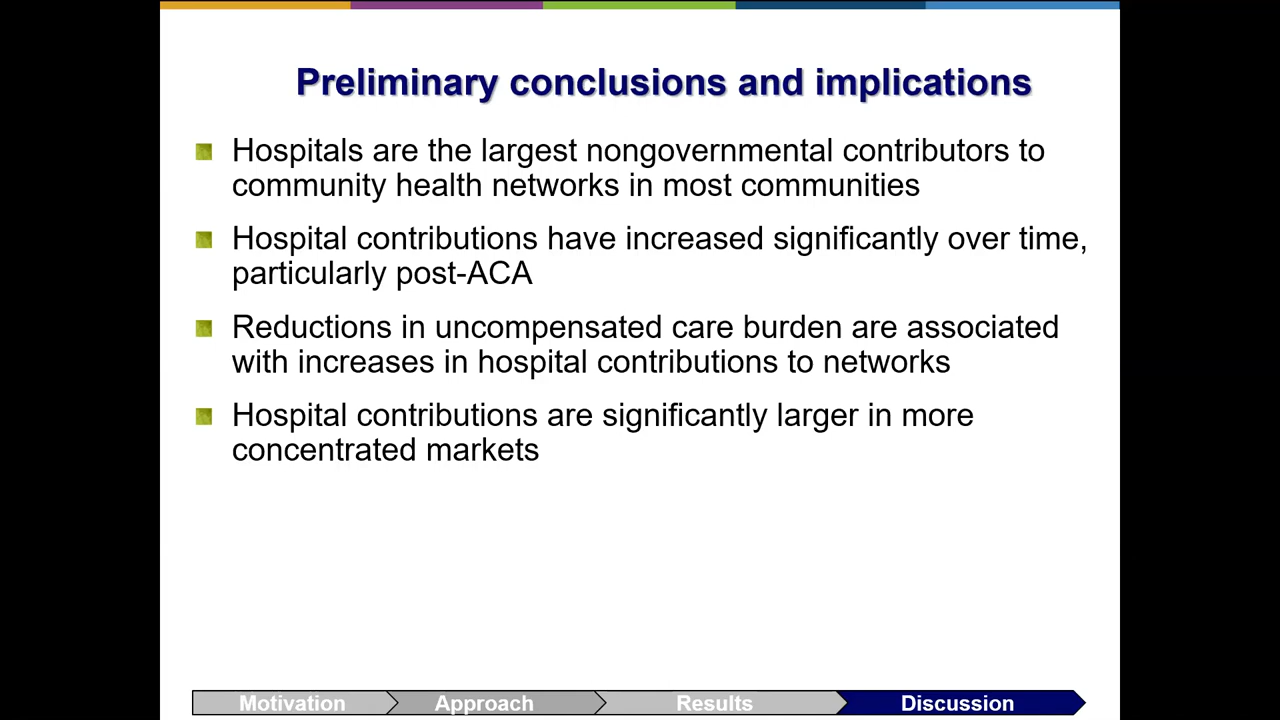 Preliminary conclusions and implications
Hospitals are the largest nongovernmental contributors to
community health networks in most communities
Hospital contributions have increased significantly over time,
particularly post-ACA
Reductions in uncompensated care burden are associated
with increases in hospital contributions to networks
Hospital contributions are significantly larger in more
concentrated markets
Motivation Approach Results Discussion